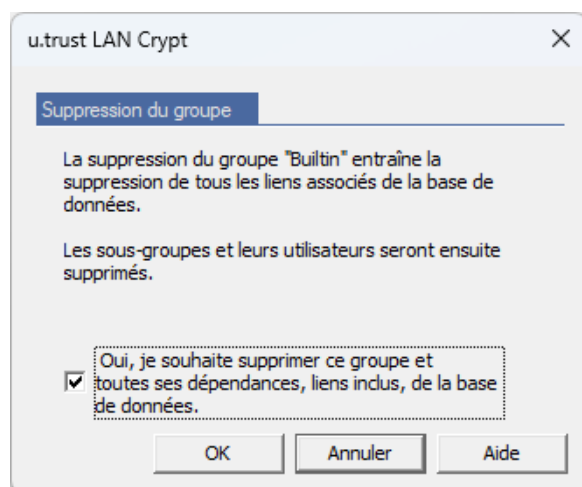 u.trust LAN Crypt
Suppression du groupe
La suppression du groupe "Builtin" entraîne la
suppression de tous les liens associés de la base de
données.
Les sous-groupes et leurs utilisateurs seront ensuite
supprimés.
Oui, je souhaite supprimer ce groupe et
toutes ses dépendances, liens inclus, de la base
de données.
OK
Annuler
Aide